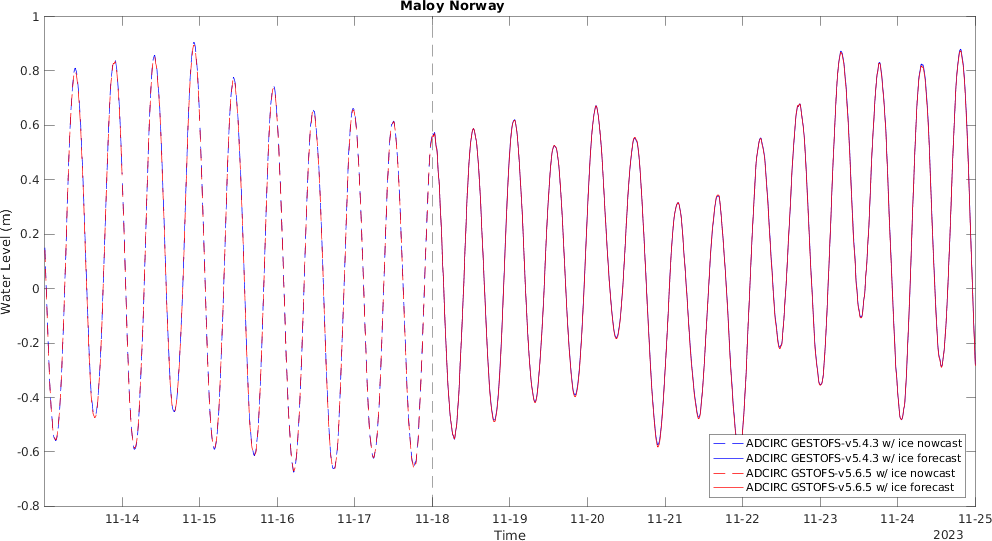 Maloy Norway
1
0.8
0.6
0.4
0.2
0
-0.2
-0.4
-0.6
-0.8
Water Level (m)
ADCIRC GESTOFS-v5.4.3 w/ ice nowcast
ADCIRC GESTOFS-v5.4.3 w/ ice forecast
ADCIRC GSTOFS-v5.6.5 w/ ice nowcast
ADCIRC GSTOFS-v5.6.5 w/ ice forecast
11-14 11-15 11-16 11-17 11-18 11-19 11-20 11-21 11-22 11-23 11-24 11-25
Time
2023